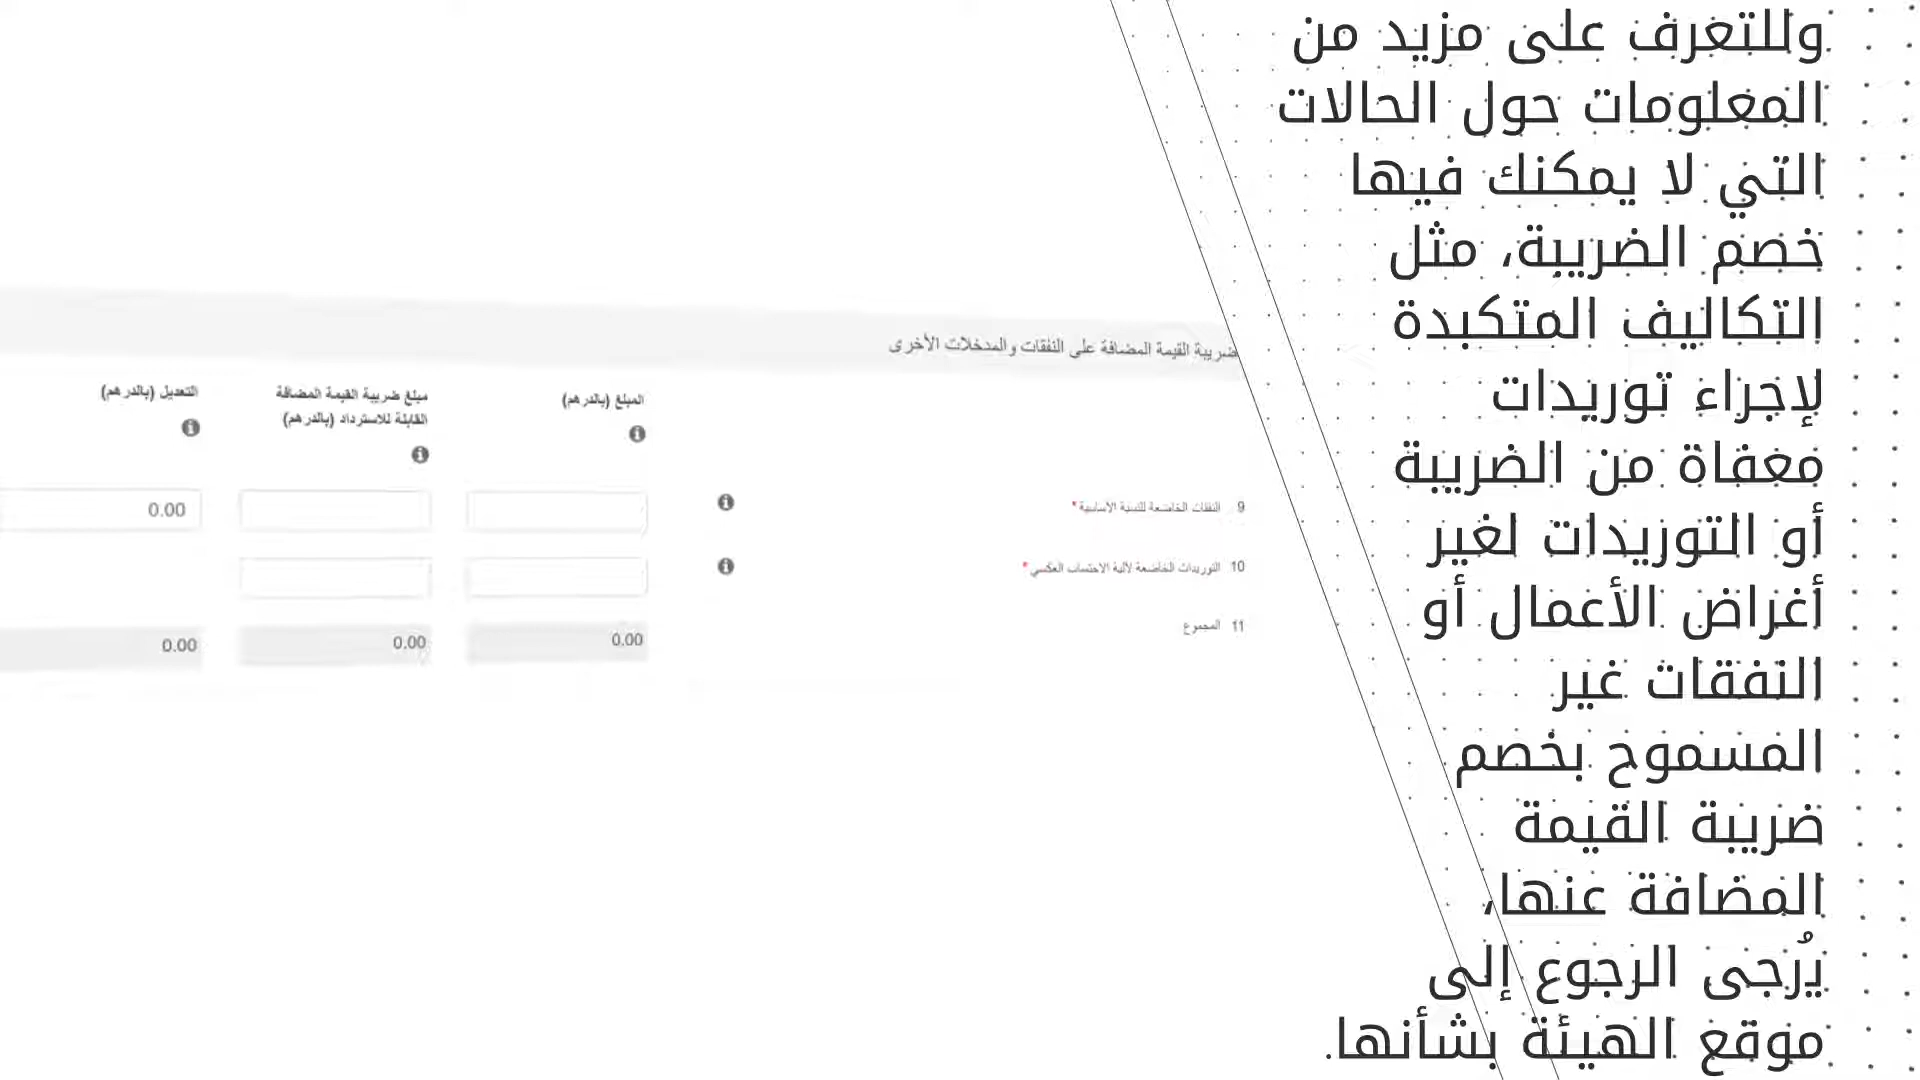 وللتعرف على مزيد من
المعلومات حول الحالات
التي لا يمكنك فيها
خصم الضريبة، مثل
التكاليف المتكبدة
لإجراء توريدات
معفاة من الضريبة
أو التوريدات لغير
أغراض الأعمال أو
النفقات غير
المسموح بخصم
ضريبة القيمة
المضافة عنها،
يُرجى الرجوع إلى
موقع الهيئة بشأنها.
ضريبة القيمة المضافة على النفقات والمدخلات الأخرى
المبلغ (بالدرهم)
مبلغ ضريبة القيمة المضافة
القابلة للاسترداد (بالدرهم)
التعديل (بالدرهم)
9 النفقات الخاضعة للنسبة الأساسية *
0.00
10 التوريدات الخاضعة لآلية الاحتساب العكسي *
11 المجموع
0.00 0.00 0.00